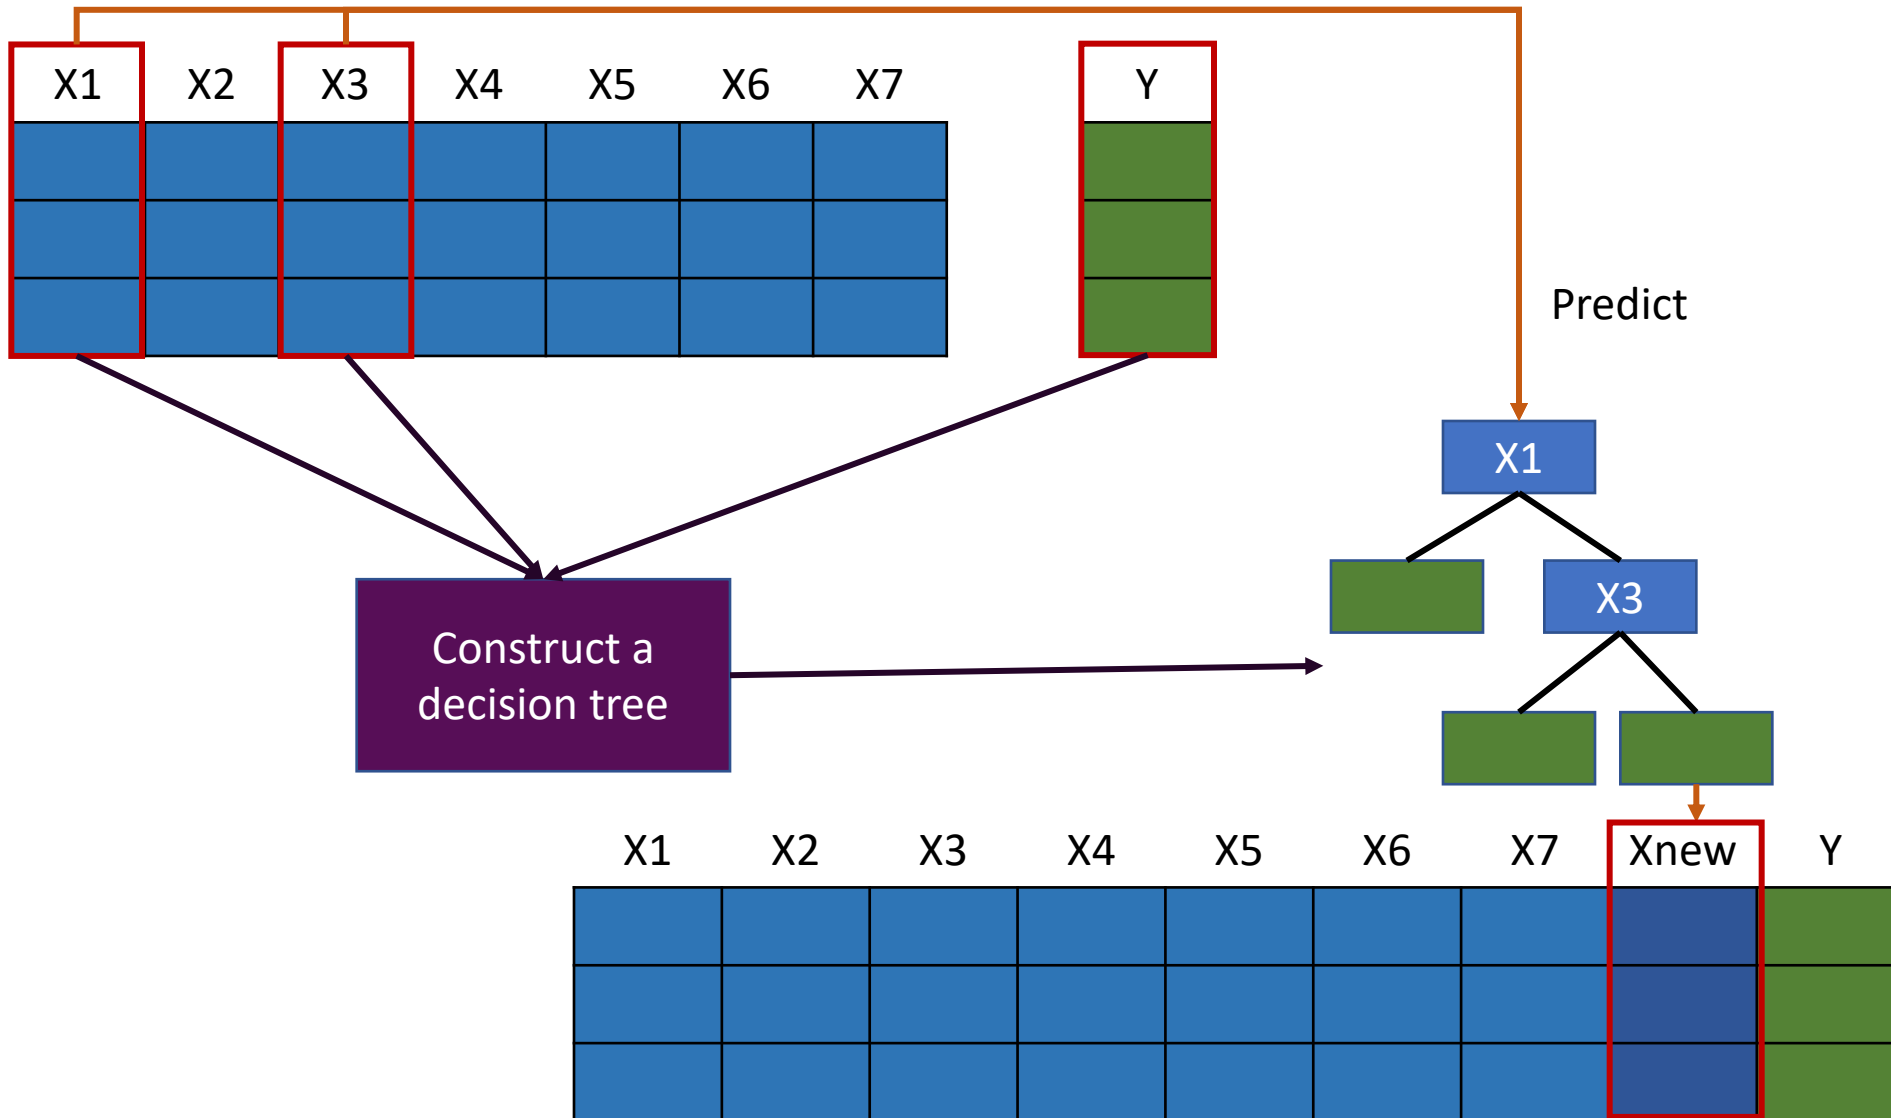 X1 X2 X3 X4 X5 X6 X7 Y
Predict
X1
X3
Construct a
decision tree
X1 X2 X3 X4 X5 X6 X7 Xnew Y